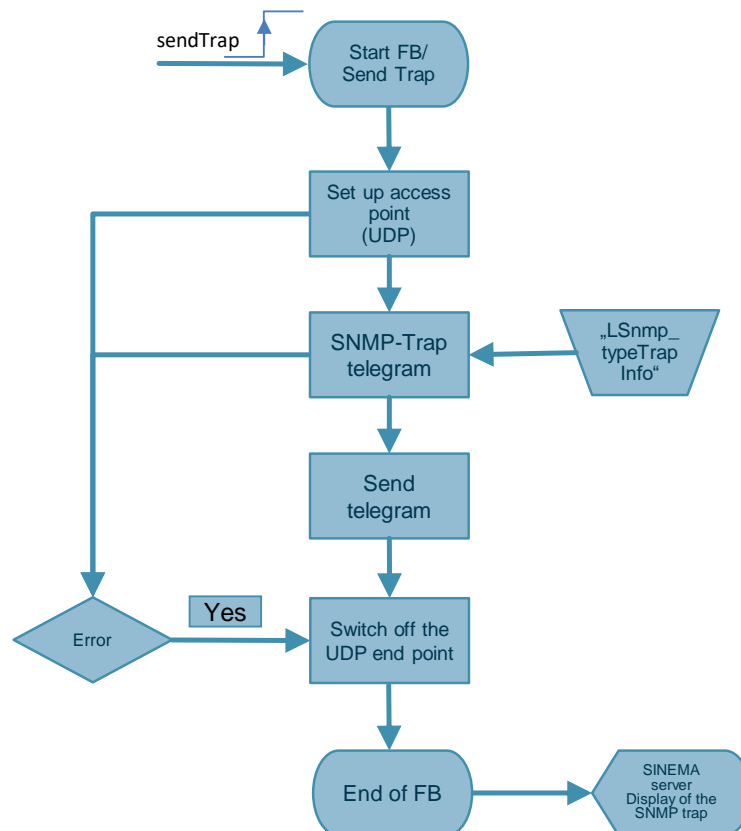 sendTrap
Start FB/
Send Trap
Set up access
point
(UDP)
SNMP-Trap
telegram
„LSnmp_
typeTrap
Info“
Send
telegram
Error
Yes
Switch off the
UDP end point
End of FB
SINEMA
server
Display of the
SNMP trap